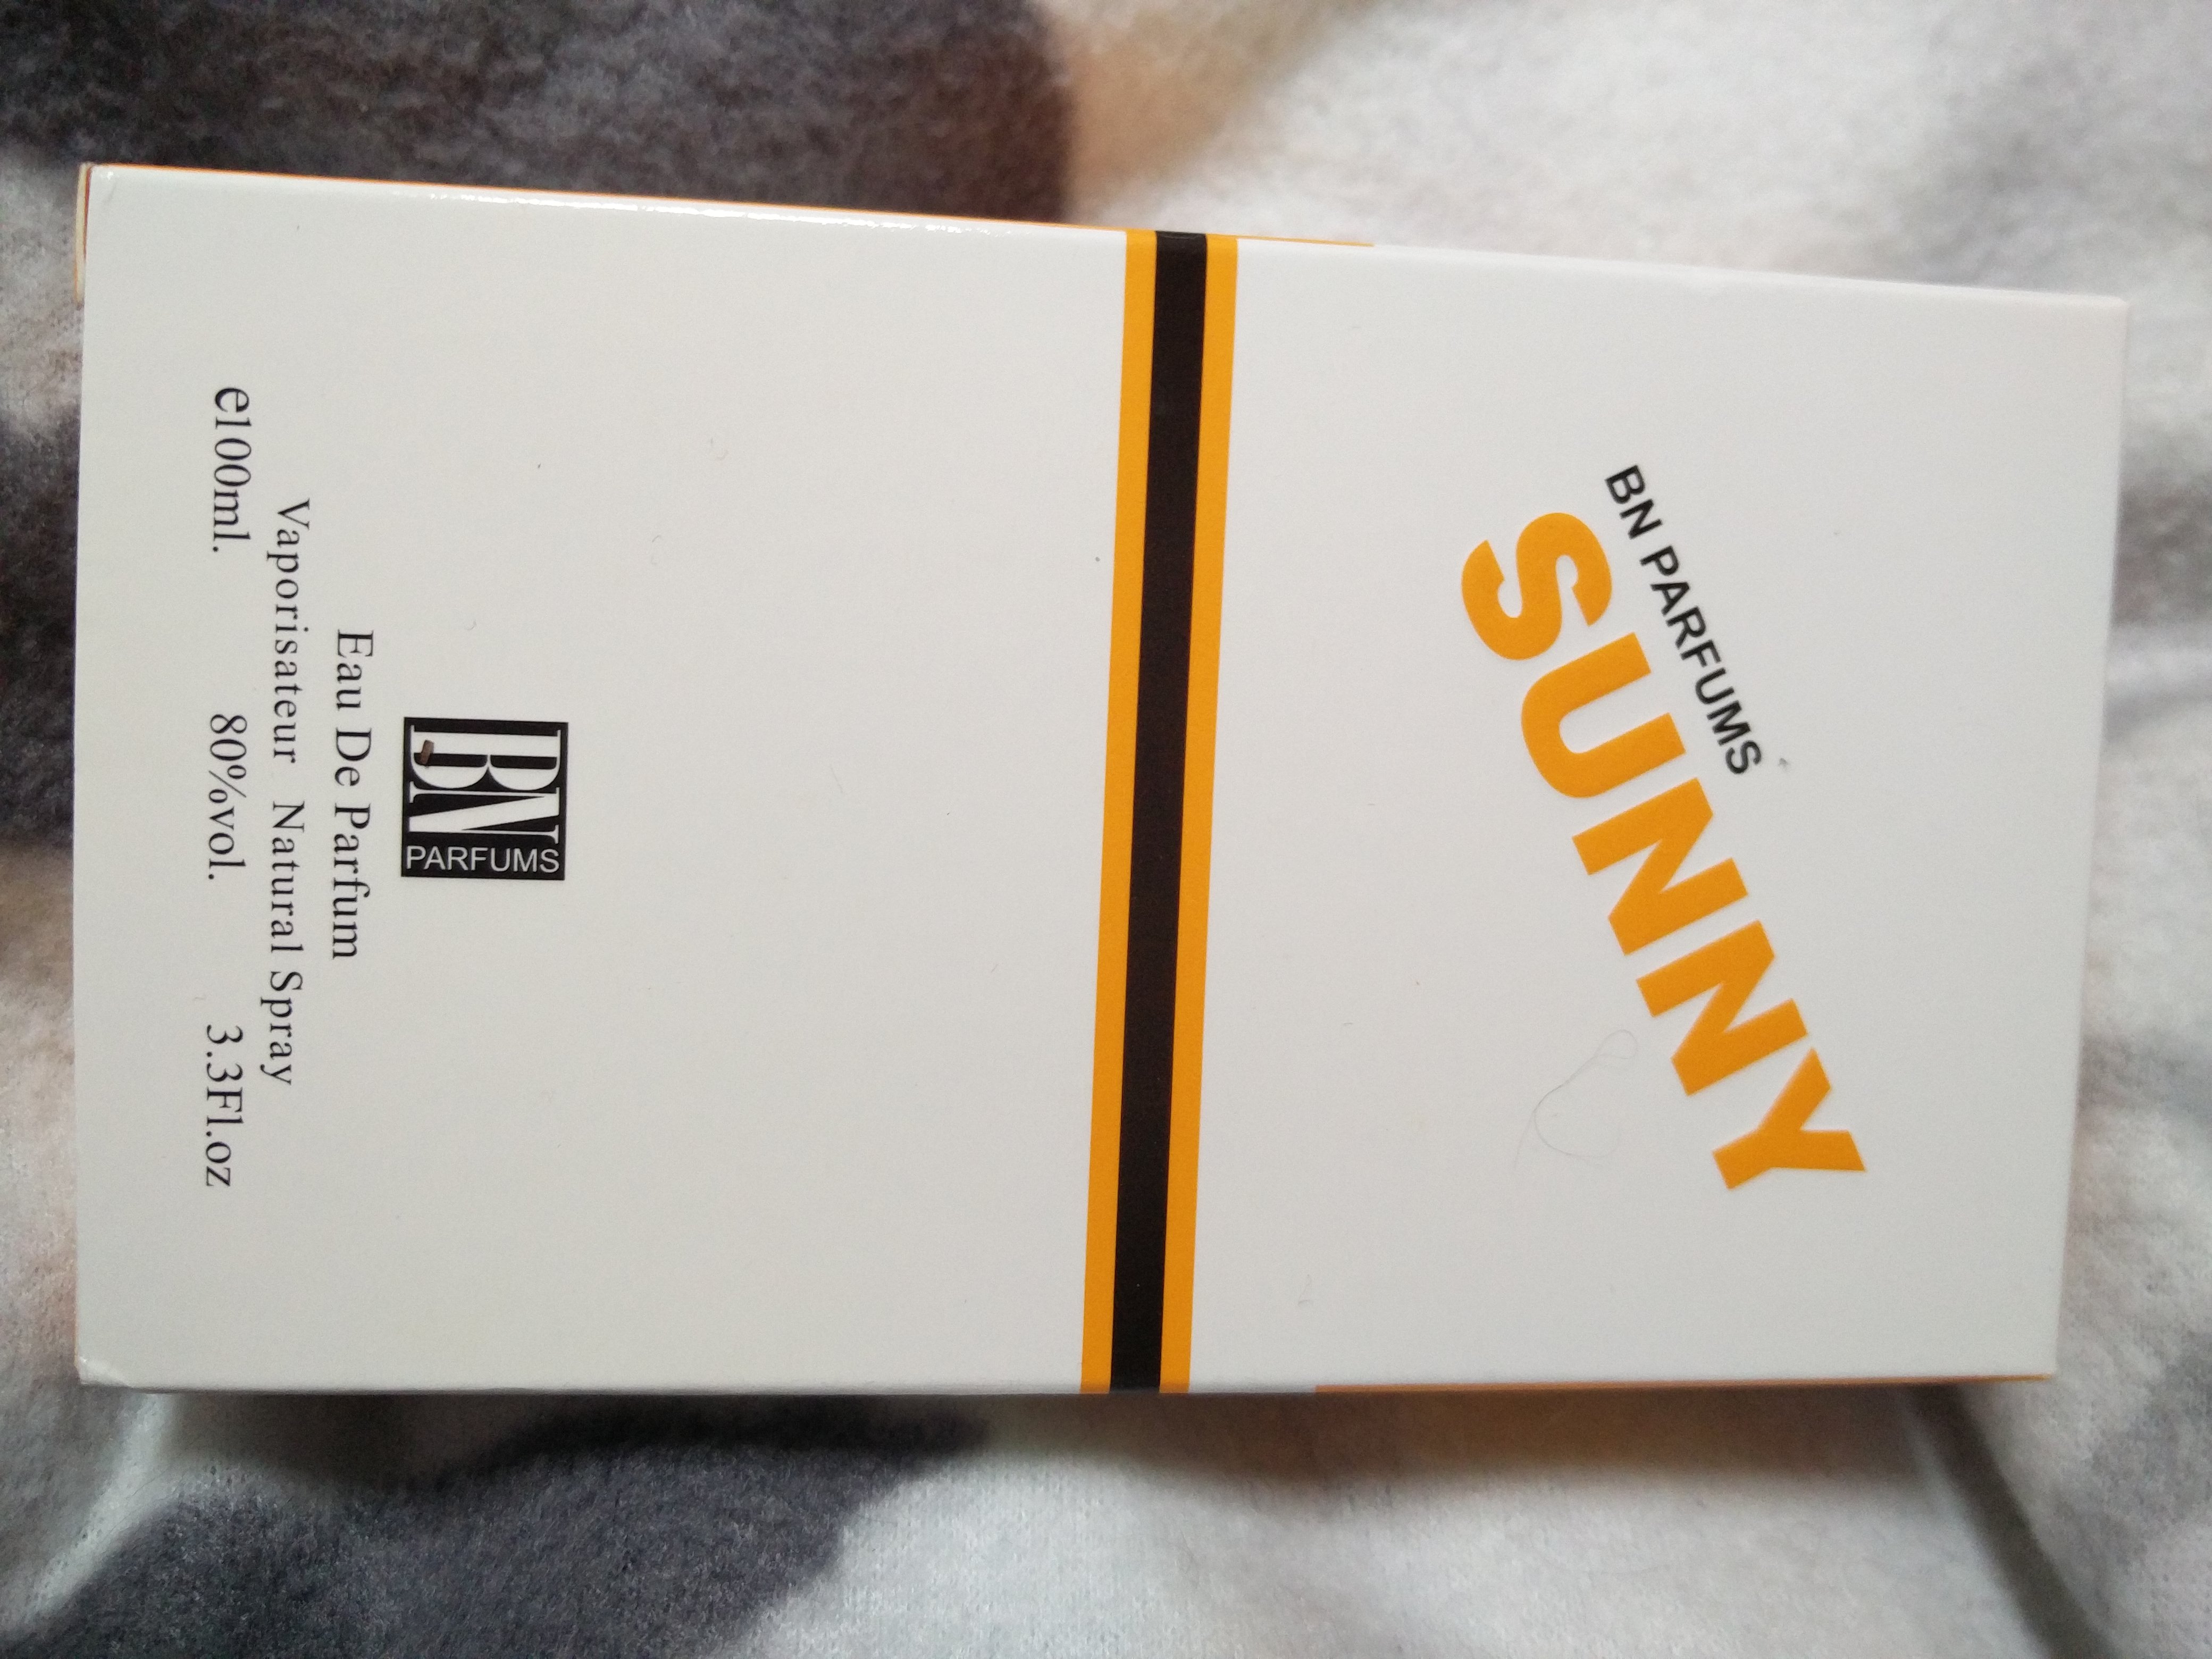 BN PARFUMS
SUNNY
BN
PARFUMS
Eau De Parfum
Vaporisateur Natural Spray
e100ml. 80%vol. 3.3Fl.oz